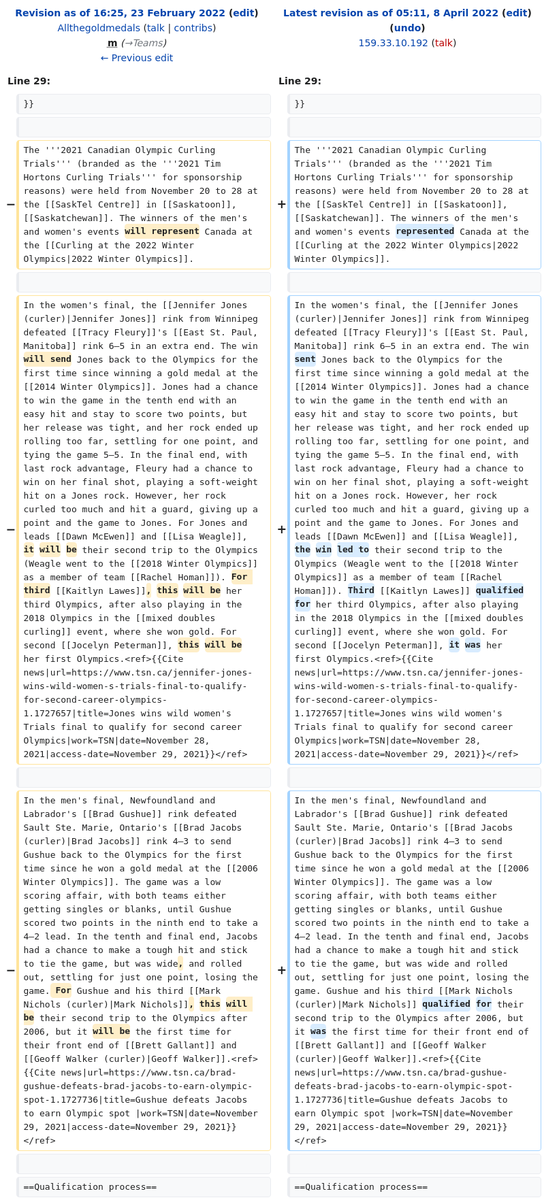 Revision as of 16:25, 23 February 2022 (edit)
Allthegoldmedals (talk | contribs)
m (→Teams)
← Previous edit
Line 29:
}}
−
The '''2021 Canadian Olympic Curling
Trials''' (branded as the '''2021 Tim
Hortons Curling Trials''' for sponsorship
reasons) were held from November 20 to 28 at
the [[SaskTel Centre]] in [[Saskatoon]],
[[Saskatchewan]]. The winners of the men's
and women's events will represent Canada at
the [[Curling at the 2022 Winter
Olympics|2022 Winter Olympics]].
−
In the women's final, the [[Jennifer Jones
(curler)|Jennifer Jones]] rink from Winnipeg
defeated [[Tracy Fleury]]'s [[East St. Paul,
Manitoba]] rink 6–5 in an extra end. The win
will send Jones back to the Olympics for the
first time since winning a gold medal at the
[[2014 Winter Olympics]]. Jones had a chance
to win the game in the tenth end with an
easy hit and stay to score two points, but
her release was tight, and her rock ended up
rolling too far, settling for one point, and
tying the game 5–5. In the final end, with
last rock advantage, Fleury had a chance to
win on her final shot, playing a soft-weight
hit on a Jones rock. However, her rock
curled too much and hit a guard, giving up a
point and the game to Jones. For Jones and
leads [[Dawn McEwen]] and [[Lisa Weagle]],
it will be their second trip to the Olympics
(Weagle went to the [[2018 Winter Olympics]]
as a member of team [[Rachel Homan]]). For
third [[Kaitlyn Lawes]], this will be her
third Olympics, after also playing in the
2018 Olympics in the [[mixed doubles
curling]] event, where she won gold. For
second [[Jocelyn Peterman]], this will be
her first Olympics.<ref>{{Cite
news|url=https://www.tsn.ca/jennifer-jones-
wins-wild-women-s-trials-final-to-qualify-
for-second-career-olympics-
1.1727657|title=Jones wins wild women's
Trials final to qualify for second career
Olympics|work=TSN|date=November 28,
2021|access-date=November 29, 2021}}</ref>
−
In the men's final, Newfoundland and
Labrador's [[Brad Gushue]] rink defeated
Sault Ste. Marie, Ontario's [[Brad Jacobs
(curler)|Brad Jacobs]] rink 4–3 to send
Gushue back to the Olympics for the first
time since he won a gold medal at the [[2006
Winter Olympics]]. The game was a low
scoring affair, with both teams either
getting singles or blanks, until Gushue
scored two points in the ninth end to take a
4–2 lead. In the tenth and final end, Jacobs
had a chance to make a tough hit and stick
to tie the game, but was wide, and rolled
out, settling for just one point, losing the
game. For Gushue and his third [[Mark
Nichols (curler)|Mark Nichols]], this will
be their second trip to the Olympics after
2006, but it will be the first time for
their front end of [[Brett Gallant]] and
[[Geoff Walker (curler)|Geoff Walker]].<ref>
{{Cite news|url=https://www.tsn.ca/brad-
gushue-defeats-brad-jacobs-to-earn-olympic-
spot-1.1727736|title=Gushue defeats Jacobs
to earn Olympic spot |work=TSN|date=November
29, 2021|access-date=November 29, 2021}}
</ref>
==Qualification process==
Latest revision as of 05:11, 8 April 2022 (edit)
(undo)
159.33.10.192 (talk)
Line 29:
}}
+
The '''2021 Canadian Olympic Curling
Trials''' (branded as the '''2021 Tim
Hortons Curling Trials''' for sponsorship
reasons) were held from November 20 to 28 at
the [[SaskTel Centre]] in [[Saskatoon]],
[[Saskatchewan]]. The winners of the men's
and women's events represented Canada at the
[[Curling at the 2022 Winter Olympics|2022
Winter Olympics]].
+
In the women's final, the [[Jennifer Jones
(curler)|Jennifer Jones]] rink from Winnipeg
defeated [[Tracy Fleury]]'s [[East St. Paul,
Manitoba]] rink 6–5 in an extra end. The win
sent Jones back to the Olympics for the
first time since winning a gold medal at the
[[2014 Winter Olympics]]. Jones had a chance
to win the game in the tenth end with an
easy hit and stay to score two points, but
her release was tight, and her rock ended up
rolling too far, settling for one point, and
tying the game 5–5. In the final end, with
last rock advantage, Fleury had a chance to
win on her final shot, playing a soft-weight
hit on a Jones rock. However, her rock
curled too much and hit a guard, giving up a
point and the game to Jones. For Jones and
leads [[Dawn McEwen]] and [[Lisa Weagle]],
the win led to their second trip to the
Olympics (Weagle went to the [[2018 Winter
Olympics]] as a member of team [[Rachel
Homan]]). Third [[Kaitlyn Lawes]] qualified
for her third Olympics, after also playing
in the 2018 Olympics in the [[mixed doubles
curling]] event, where she won gold. For
second [[Jocelyn Peterman]], it was her
first Olympics.<ref>{{Cite
news|url=https://www.tsn.ca/jennifer-jones-
wins-wild-women-s-trials-final-to-qualify-
for-second-career-olympics-
1.1727657|title=Jones wins wild women's
Trials final to qualify for second career
Olympics|work=TSN|date=November 28,
2021|access-date=November 29, 2021}}</ref>
+
In the men's final, Newfoundland and
Labrador's [[Brad Gushue]] rink defeated
Sault Ste. Marie, Ontario's [[Brad Jacobs
(curler)|Brad Jacobs]] rink 4–3 to send
Gushue back to the Olympics for the first
time since he won a gold medal at the [[2006
Winter Olympics]]. The game was a low
scoring affair, with both teams either
getting singles or blanks, until Gushue
scored two points in the ninth end to take a
4–2 lead. In the tenth and final end, Jacobs
had a chance to make a tough hit and stick
to tie the game, but was wide and rolled
out, settling for just one point, losing the
game. Gushue and his third [[Mark Nichols
(curler)|Mark Nichols]] qualified for their
second trip to the Olympics after 2006, but
it was the first time for their front end of
[[Brett Gallant]] and [[Geoff Walker
(curler)|Geoff Walker]].<ref>{{Cite
news|url=https://www.tsn.ca/brad-gushue-
defeats-brad-jacobs-to-earn-olympic-spot-
1.1727736|title=Gushue defeats Jacobs to
earn Olympic spot |work=TSN|date=November
29, 2021|access-date=November 29, 2021}}
</ref>
==Qualification process==